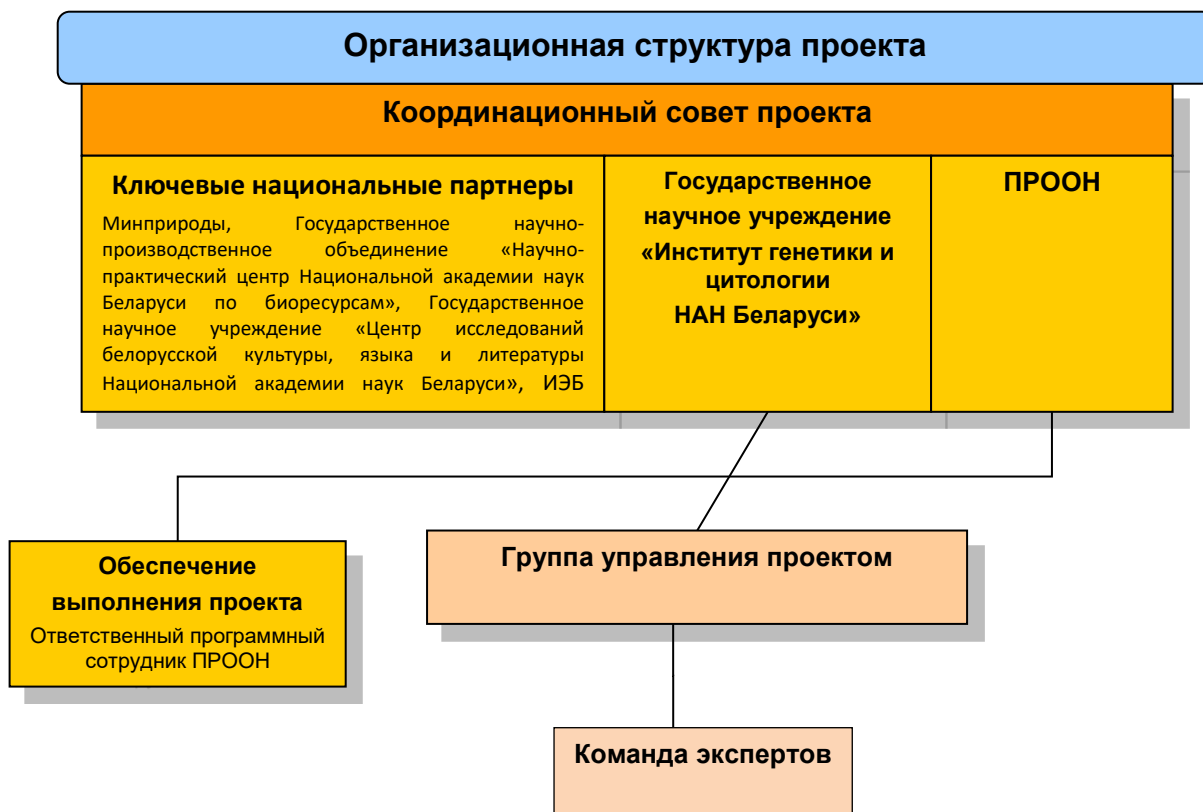 Организационная структура проекта
Координационный совет проекта
Ключевые национальные партнеры
Минприроды, Государственное научно-
производственное объединение «Научно-
практический центр Национальной академии наук
Беларуси по биоресурсам», Государственное
научное учреждение «Центр исследований
белорусской культуры, языка и литературы
Национальной академии наук Беларуси», ИЭБ
Государственное
научное учреждение
«Институт генетики и
цитологии
НАН Беларуси»
ПРООН
Обеспечение
выполнения проекта
Ответственный программный
сотрудник ПРООН
Группа управления проектом
Команда экспертов